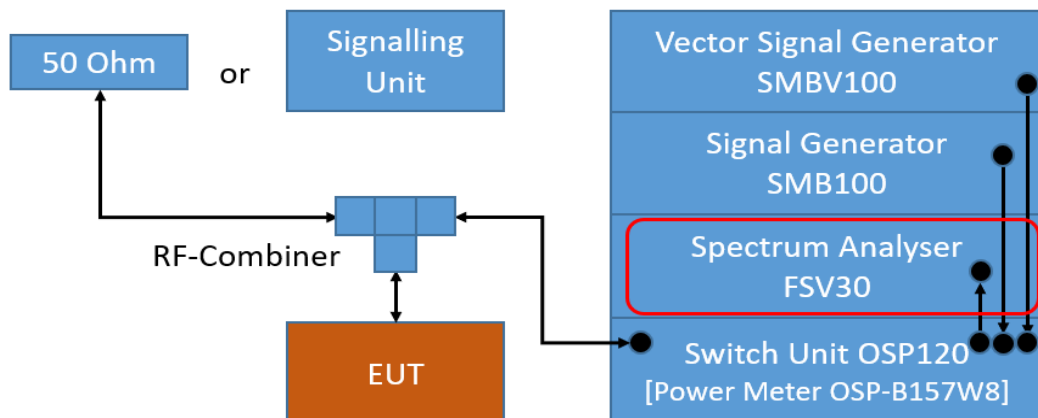 50 Ohm
or
Signalling
Unit
Vector Signal Generator
SMBV100
Signal Generator
SMB100
RF-Combiner
Spectrum Analyser
FSV30
EUT
Switch Unit OSP120
[Power Meter OSP-B157W8]